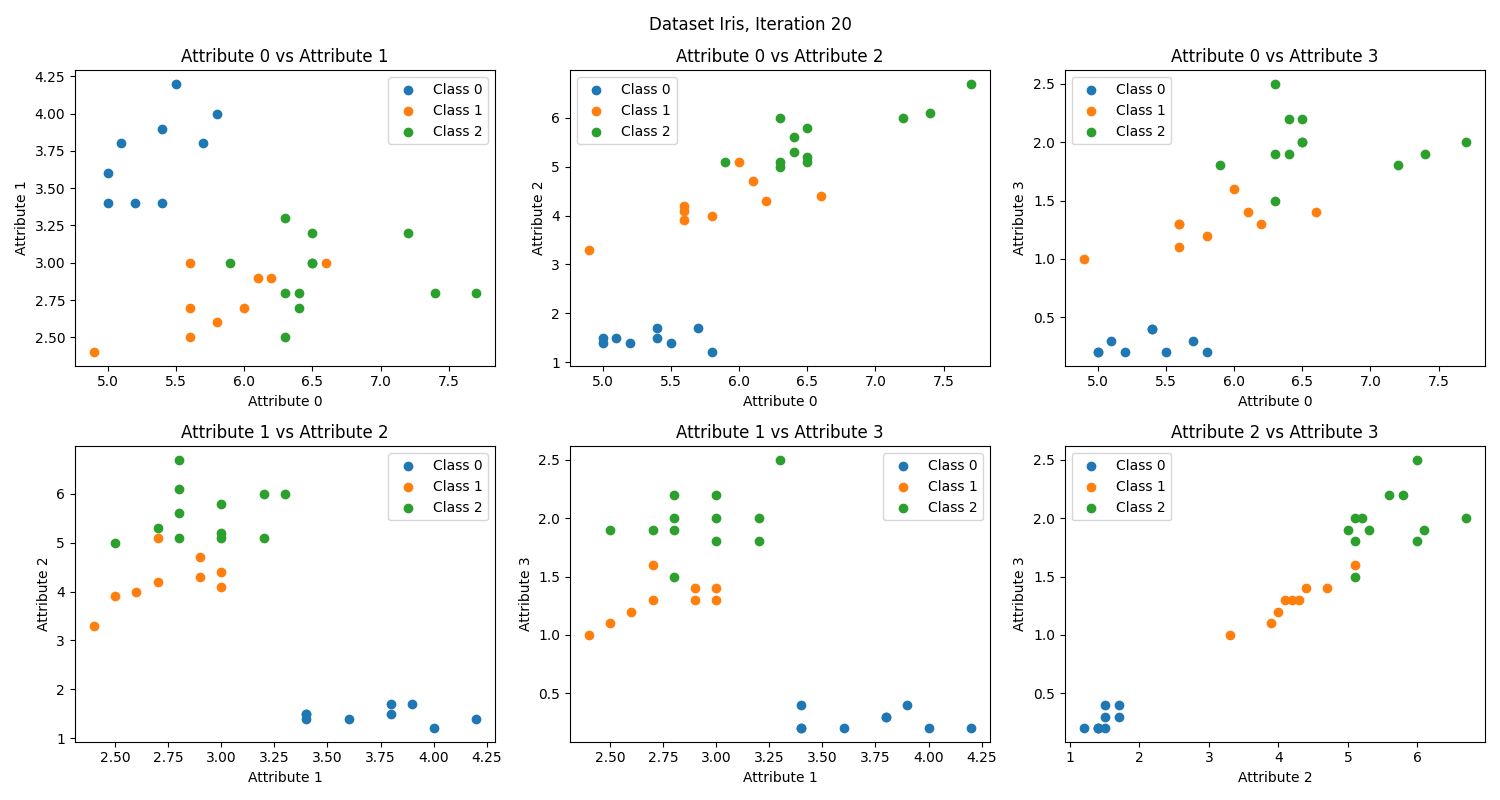 Dataset Iris, Iteration 20
Attribute 0 vs Attribute 1
4.25
4.00
3.75
3.50
3.25
3.00
2.75
2.50
Attribute 1
5.0 5.5 6.0 6.5 7.0 7.5
Attribute 0
Class 0
Class 1
Class 2
Attribute 0 vs Attribute 2
6
5
4
3
2
1
Attribute 2
5.0 5.5 6.0 6.5 7.0 7.5
Attribute 0
Class 0
Class 1
Class 2
Attribute 0 vs Attribute 3
2.5
2.0
1.5
1.0
0.5
Attribute 3
5.0 5.5 6.0 6.5 7.0 7.5
Attribute 0
Class 0
Class 1
Class 2
Attribute 1 vs Attribute 2
6
5
4
3
2
1
Attribute 2
2.50 2.75 3.00 3.25 3.50 3.75 4.00 4.25
Attribute 1
Class 0
Class 1
Class 2
Attribute 1 vs Attribute 3
2.5
2.0
1.5
1.0
0.5
Attribute 3
2.50 2.75 3.00 3.25 3.50 3.75 4.00 4.25
Attribute 1
Class 0
Class 1
Class 2
Attribute 2 vs Attribute 3
2.5
2.0
1.5
1.0
0.5
Attribute 3
1 2 3 4 5 6
Attribute 2
Class 0
Class 1
Class 2